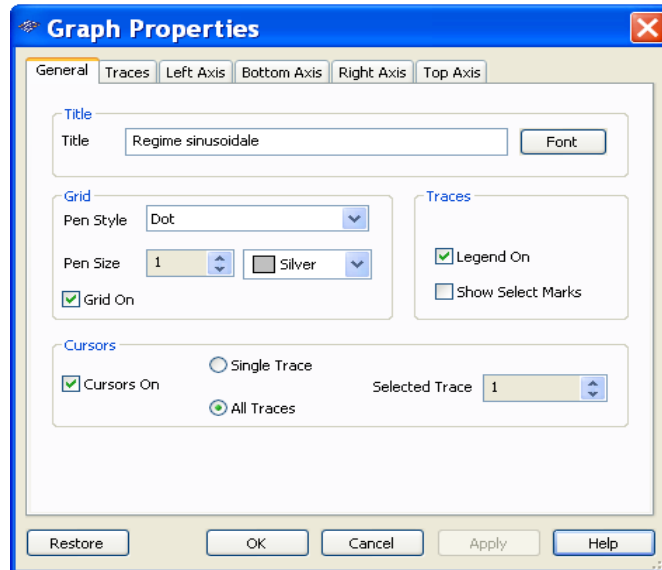 Graph Properties
General Traces Left Axis Bottom Axis Right Axis Top Axis
Title
Title Regime sinusoidale Font
Grid
Pen Style Dot
Pen Size 1 Silver
Grid On
Traces
Legend On
Show Select Marks
Cursors
Cursors On
Single Trace
All Traces
Selected Trace 1
Restore OK Cancel Apply Help